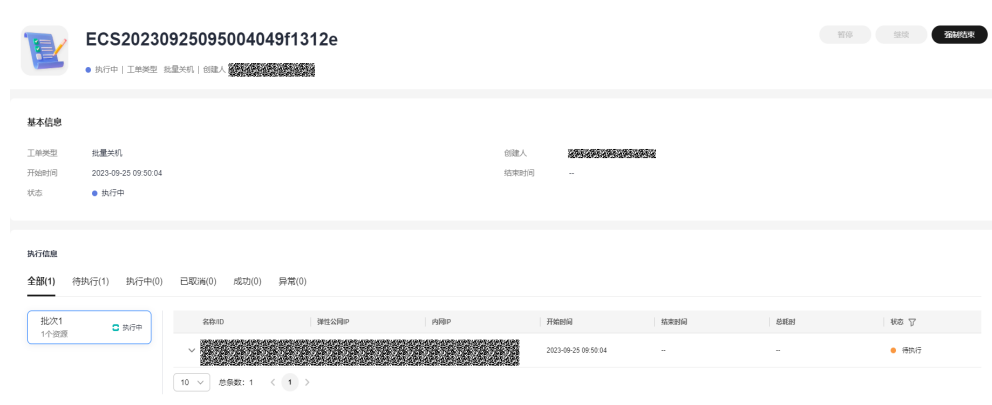 ECS20230925095004049f1312e
暂停 继续 强制结束
执行中 | 工单类型 批量关机 | 创建人
基本信息
工单类型 批量关机 创建人
开始时间 2023-09-25 09:50:04 结束时间 --
状态 执行中
执行信息
全部(1) 待执行(1) 执行中(0) 已取消(0) 成功(0) 异常(0)
批次1 执行中
1个资源
名称/ID 弹性公网IP 内网IP 开始时间 结束时间 总耗时 状态
2023-09-25 09:50:04 -- -- 待执行
10 总条数: 1 < 1 >